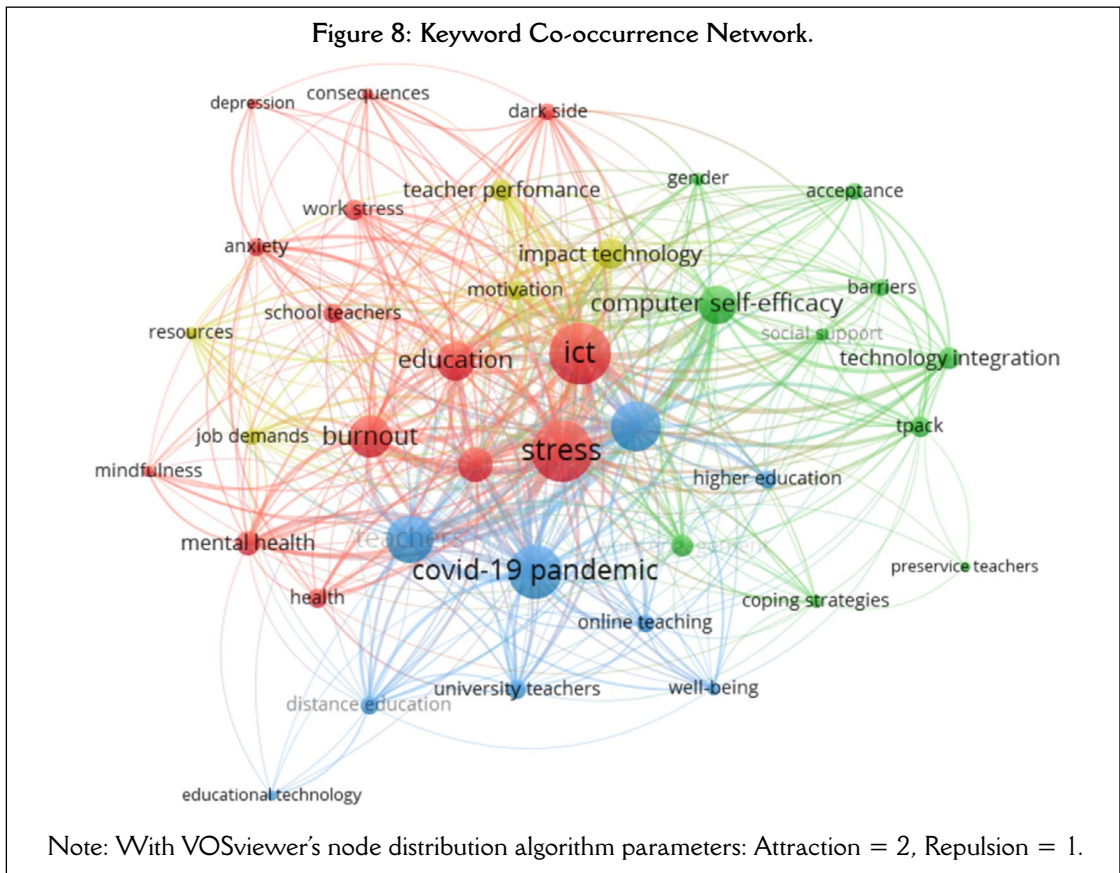 Figure 8: Keyword Co-occurrence Network.
depression
consequences
dark side
teacher perfomance
gender
acceptance
work stress
anxiety
impact technology
motivation
barriers
computer self-efficacy
school teachers
resources
social support
ict
education
technology integration
job demands
burnout
tpack
stress
mindfulness
higher education
teachers
mental health
covid-19 pandemic
preservice teachers
health
coping strategies
online teaching
university teachers
well-being
distance education
educational technology
Note: With VOSviewer's node distribution algorithm parameters: Attraction = 2, Repulsion = 1.